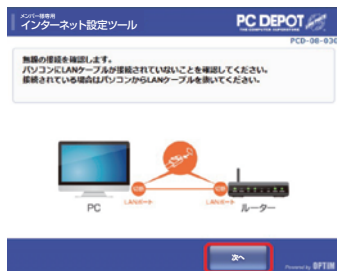 メンバー様専用
インターネット設定ツール
PC DEPOT
PCD-08-030
無線の接続を確認します。
パソコンにLANケーブルが接続されていないことを確認してください。
接続されている場合はパソコンからLANケーブルを抜いてください。
切断
切断
LANポート
LANポート
PC
ルーター
次へ
Powered by OPTIM